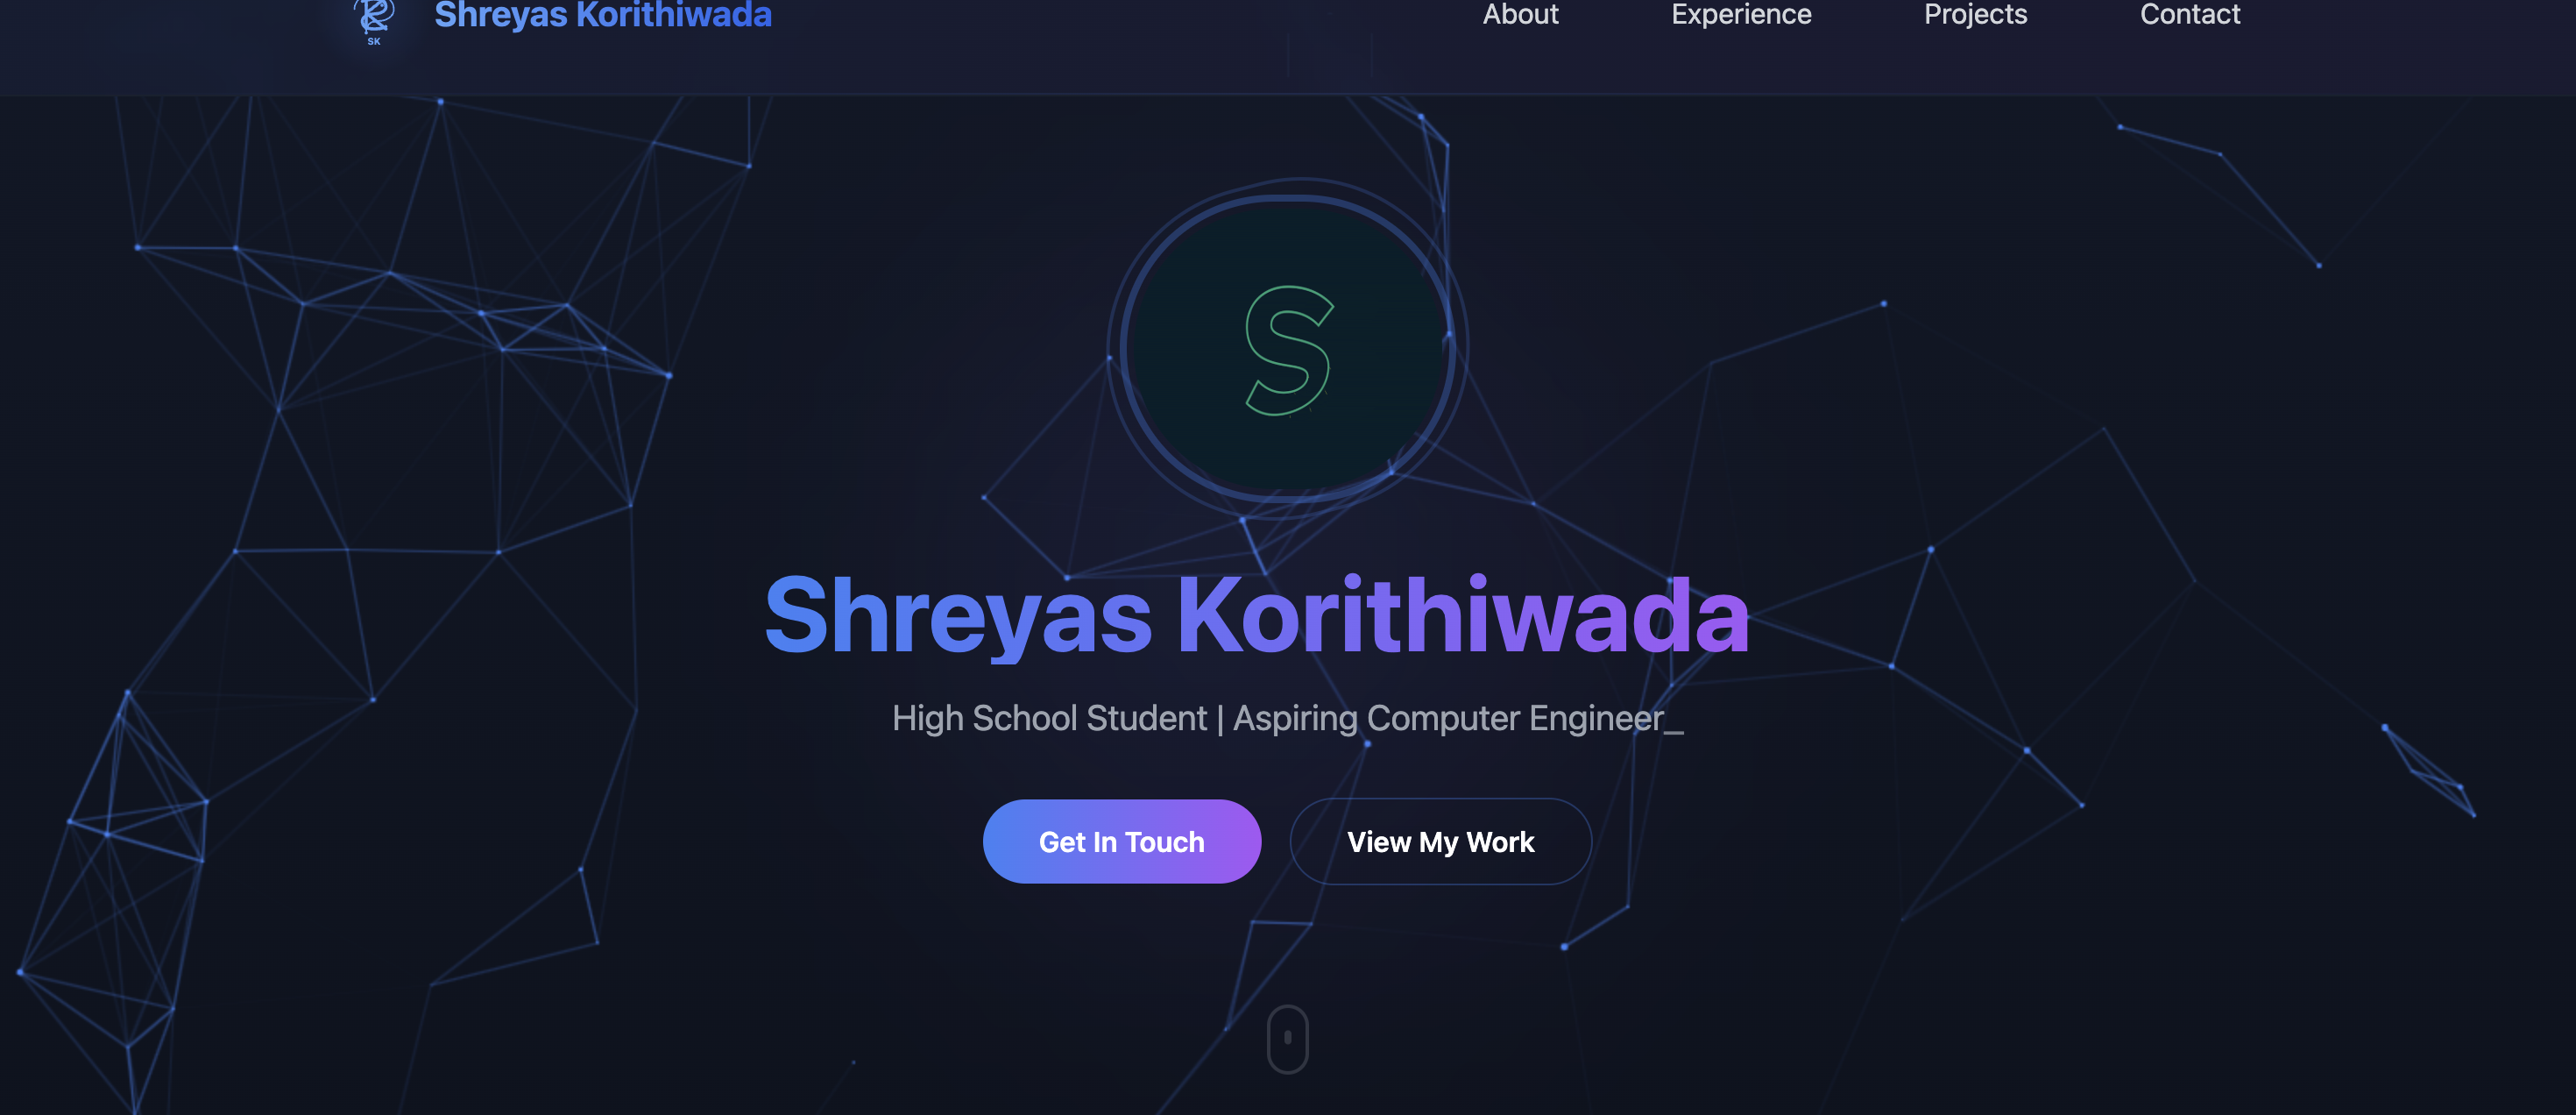 SK
Shreyas Korithiwada
About
Experience
Projects
Contact
S
Shreyas Korithiwada
High School Student | Aspiring Computer Engineer_
Get In Touch
View My Work